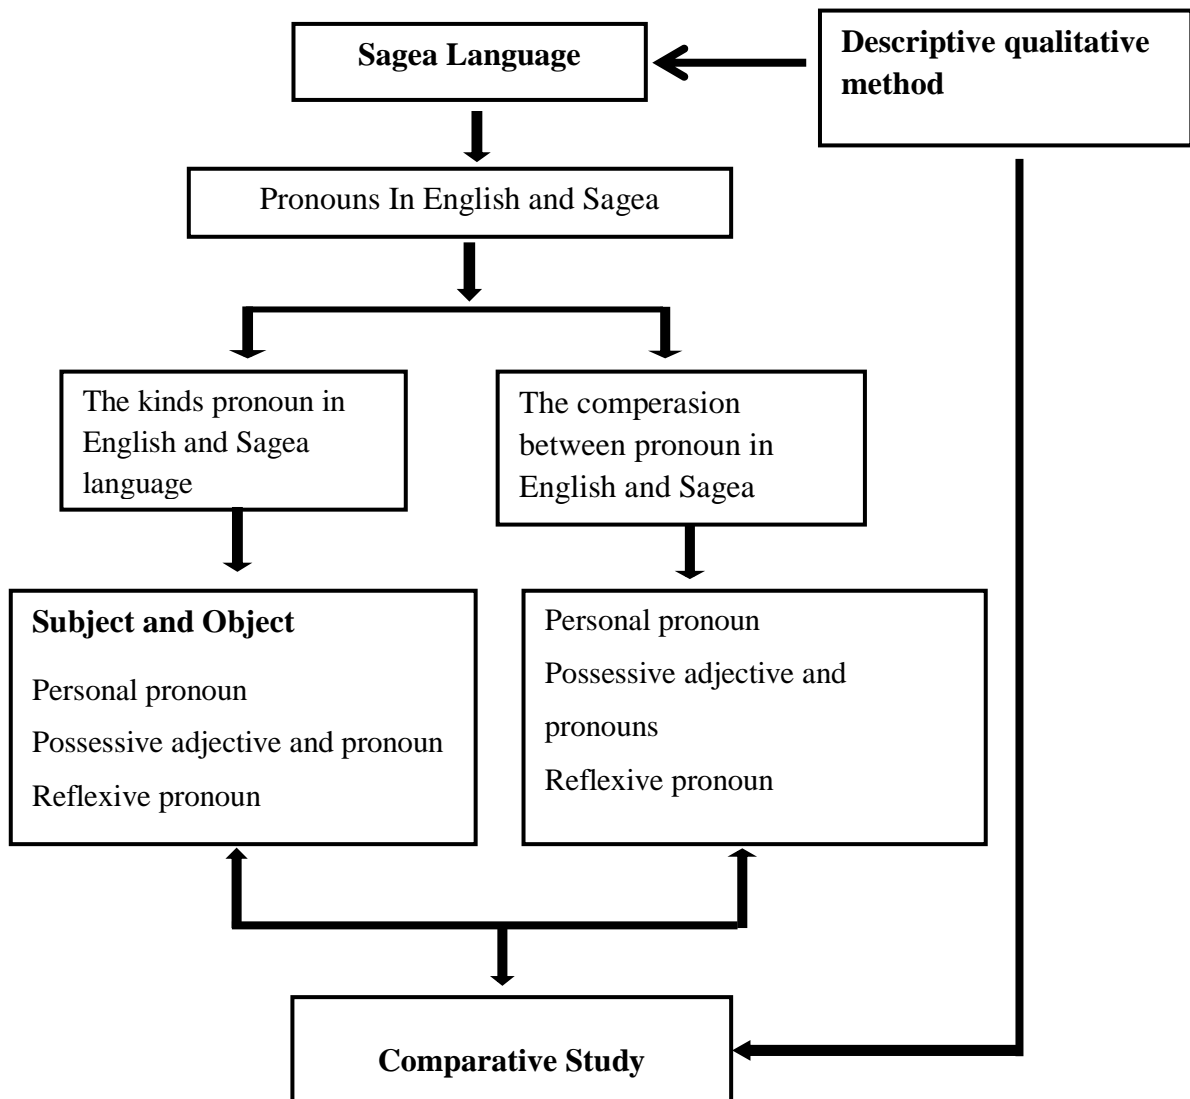 Sagea Language
Descriptive qualitative
method
Pronouns In English and Sagea
The kinds pronoun in
English and Sagea
language
The comperasion
between pronoun in
English and Sagea
Subject and Object
Personal pronoun
Possessive adjective and pronoun
Reflexive pronoun
Personal pronoun
Possessive adjective and
pronouns
Reflexive pronoun
Comparative Study